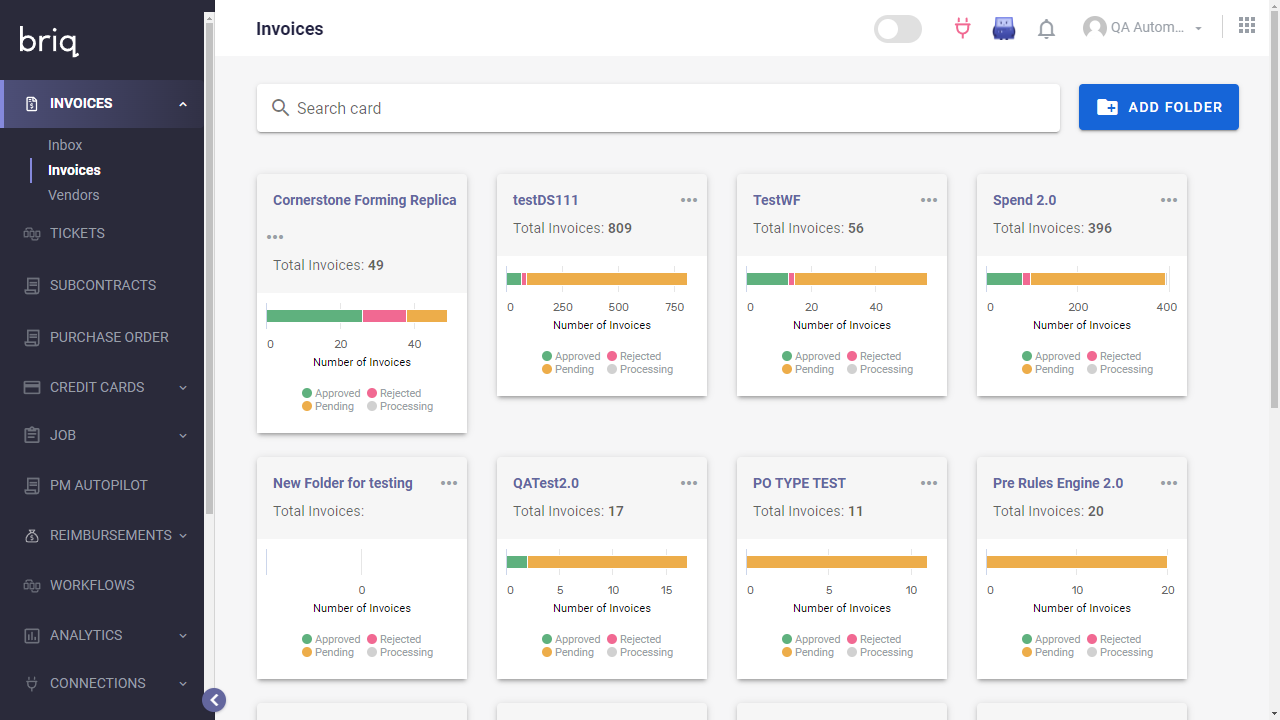 briq
Invoices
QA Autom...
INVOICES
Inbox
Invoices
Vendors
TICKETS
SUBCONTRACTS
PURCHASE ORDER
CREDIT CARDS
JOB
PM AUTOPILOT
REIMBURSEMENTS
WORKFLOWS
ANALYTICS
CONNECTIONS
Search card
ADD FOLDER
Cornerstone Forming Replica
Total Invoices: 49
0 20 40
Number of Invoices
Approved Rejected
Pending Processing
testDS111
Total Invoices: 809
0 250 500 750
Number of Invoices
Approved Rejected
Pending Processing
TestWF
Total Invoices: 56
0 20 40
Number of Invoices
Approved Rejected
Pending Processing
Spend 2.0
Total Invoices: 396
0 200 400
Number of Invoices
Approved Rejected
Pending Processing
New Folder for testing
Total Invoices:
0
Number of Invoices
Approved Rejected
Pending Processing
QATest2.0
Total Invoices: 17
0 5 10 15
Number of Invoices
Approved Rejected
Pending Processing
PO TYPE TEST
Total Invoices: 11
0 5 10
Number of Invoices
Approved Rejected
Pending Processing
Pre Rules Engine 2.0
Total Invoices: 20
0 10 20
Number of Invoices
Approved Rejected
Pending Processing